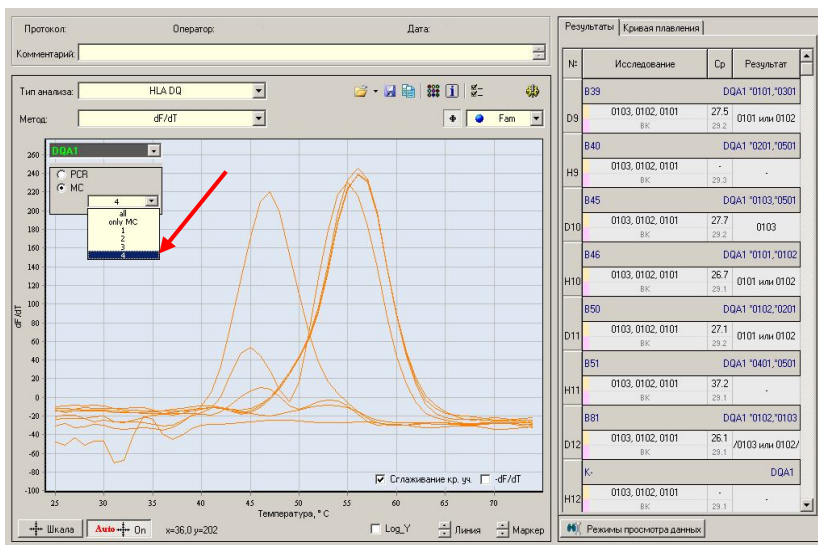 Протокол: Оператор: Дата:
Комментарий:
Тип анализа: HLA DQ
Метод: dF/dT Fam
DQA1
PCR
MC
4
all
only MC
1
2
3
4
dF/dT
260
240
220
200
180
160
140
120
100
80
60
40
20
0
-20
-40
-60
-80
-100
25 30 35 40 45 50 55 60 65 70
Температура, °C
Сглаживание кр. уч. -dF/dT
Шкала Auto On x=36,0 y=202 Log_Y Линия Маркер
Результаты Кривая плавления
№ Исследование Cp Результат
B39 DQA1 *0101,*0301
D9 0103, 0102, 0101 27.5 0101 или 0102
ВК 29.2
B40 DQA1 *0201,*0501
H9 0103, 0102, 0101 - -
ВК 29.3
B45 DQA1 *0103,*0501
D10 0103, 0102, 0101 27.7 0103
ВК 29.2
B46 DQA1 *0101,*0102
H10 0103, 0102, 0101 26.7 0101 или 0102
ВК 29.1
B50 DQA1 *0102,*0201
D11 0103, 0102, 0101 27.1 0101 или 0102
ВК 29.2
B51 DQA1 *0401,*0501
H11 0103, 0102, 0101 37.2 -
ВК 29.1
B81 DQA1 *0102,*0103
D12 0103, 0102, 0101 26.1 /0103 или 0102/
ВК 29.1
K- DQA1
H12 0103, 0102, 0101 - -
ВК 29.1
Режимы просмотра данных